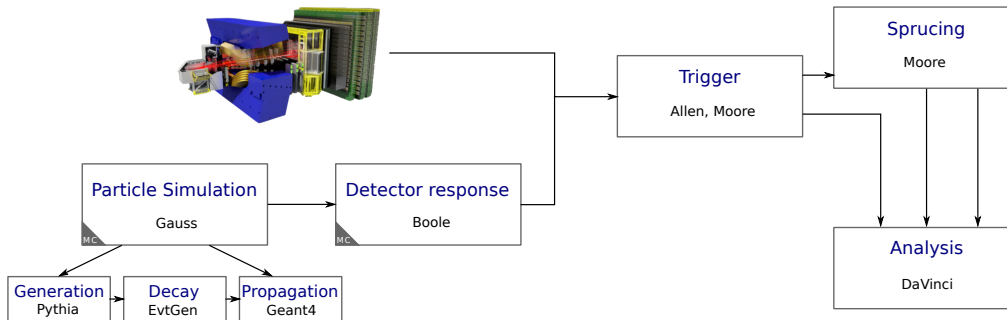 Sprucing
Moore
Trigger
Allen, Moore
Particle Simulation
Gauss
MC
Detector response
Boole
MC
Analysis
DaVinci
Generation
Pythia
Decay
EvtGen
Propagation
Geant4